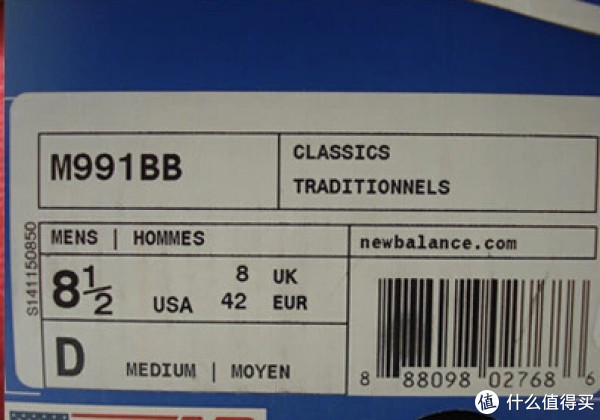 M991BB
CLASSICS
TRADITIONNELS
S141150850
MENS | HOMMES
newbalance.com
8½ USA
8 UK
42 EUR
D MEDIUM | MOYEN
8 88098 02768 6
值 什么值得买